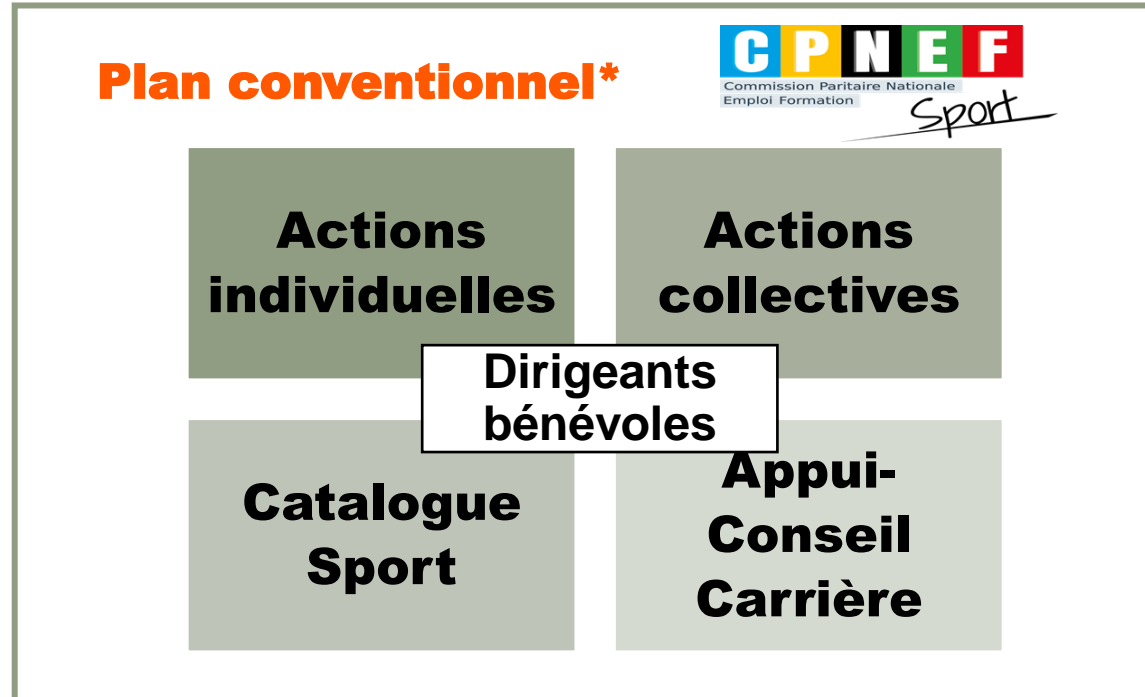 Plan conventionnel*
CPNEF
Commission Paritaire Nationale
Emploi Formation
Sport
Actions
individuelles
Actions
collectives
Dirigeants
bénévoles
Catalogue
Sport
Appui-
Conseil
Carrière